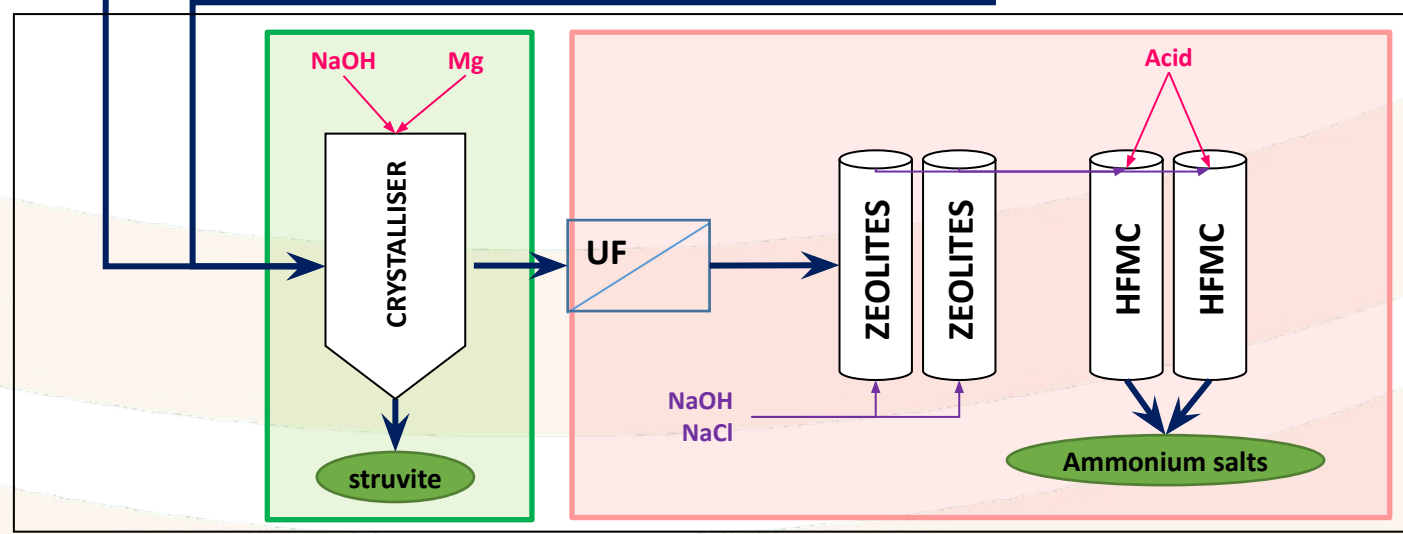 NaOH
Mg
CRYSTALLISER
struvite
UF
ZEOLITES
ZEOLITES
NaOH
NaCl
Acid
HFMC
HFMC
Ammonium salts